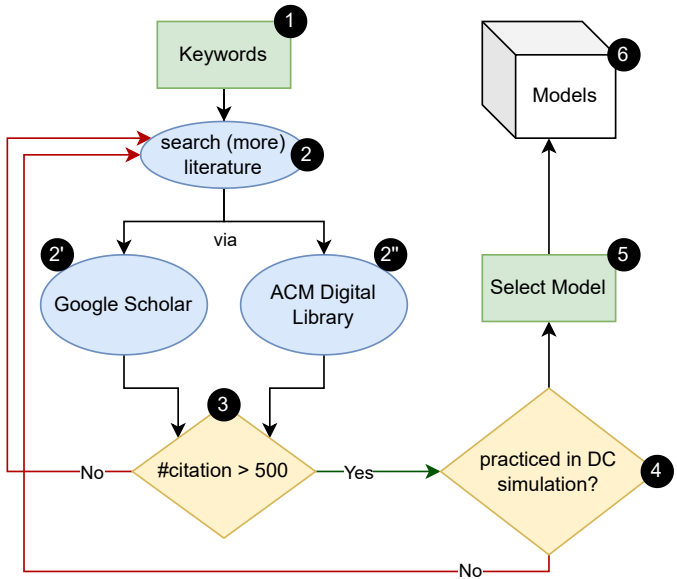 1
Keywords
search (more)
literature
2
via
2'
Google Scholar
2"
ACM Digital
Library
3
#citation > 500
No
Yes
practiced in DC
simulation?
4
No
5
Select Model
6
Models